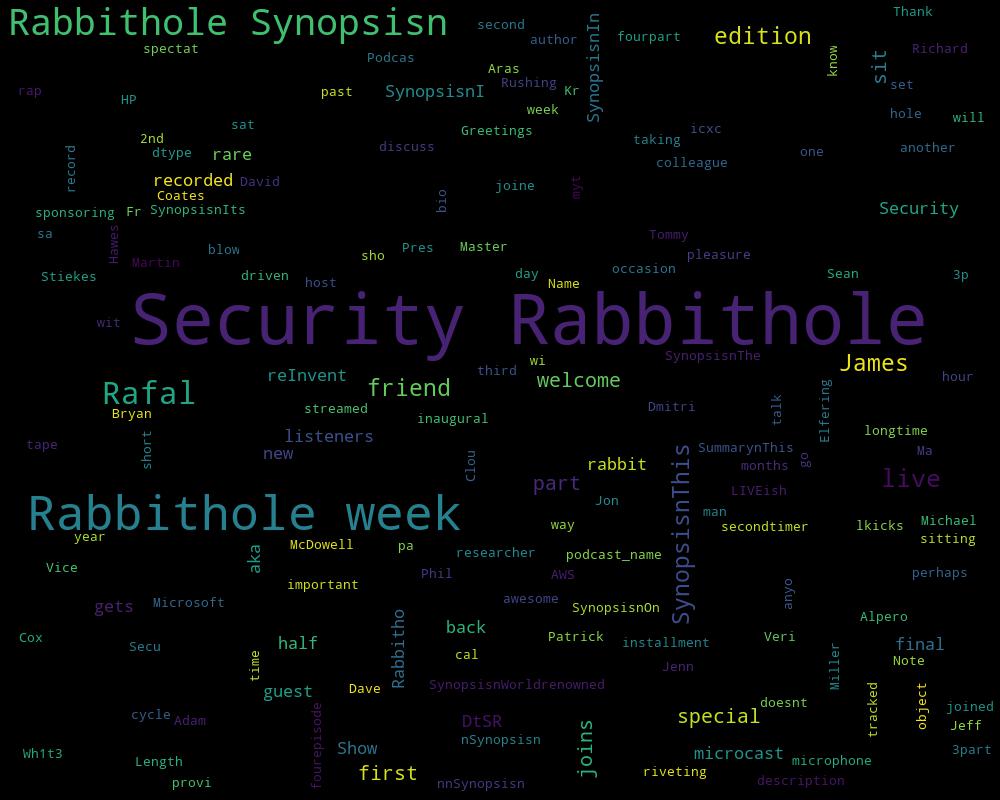 Rabbithole Synopsisn
second
Thank
author
SynopsisnIn
fourpart
edition
know
sit
Richard
spectat
Podcas
Aras
Rushing
Kr
set
rap
HP
past
SynopsisnI
week
hole
will
sat
Greetings
icxc
2nd
taking
record
dtype
rare
discuss
colleague
one
another
recorded
David
joine
myt
Coates
bio
sponsoring
Fr
SynopsisnIts
Security
sa
Hawes
Tommy
blow
Pres
Master
pleasure
Martin
sho
occasion
Stiekes
driven
host
day
Name
Sean
3p
wit
Security Rabbithole
SynopsisnThe
James
wi
reInvent
third
welcome
hour
Rafal
friend
Elfering
Bryan
streamed
inaugural
Dmitri
talk
tape
short
listeners
longtime
new
Clou
SynopsisnThis
SummarynThis
Ma
rabbit
months
go
part
LIVEish
live
Rabbithole week
Jon
man
way
secondtimer
lkicks
Michael
year
sitting
aka
McDowell
pa
researcher
podcast_name
Vice
Phil
AWS
perhaps
important
anyo
gets
Microsoft
awesome
SynopsisnOn
Alpero
Cox
Rabbitho
back
Patrick
installment
Veri
final
Secu
half
cal
Miller
Note
time
Jenn
guest
Dave
SynopsisnWorldrenowned
doesnt
tracked
object
joined
cycle
Adam
fourepisode
DtSR
special
Jeff
nSynopsisn
joins
Wh1t3
Show
microcast
3part
Length
microphone
first
riveting
provi
nnSynopsisn
description